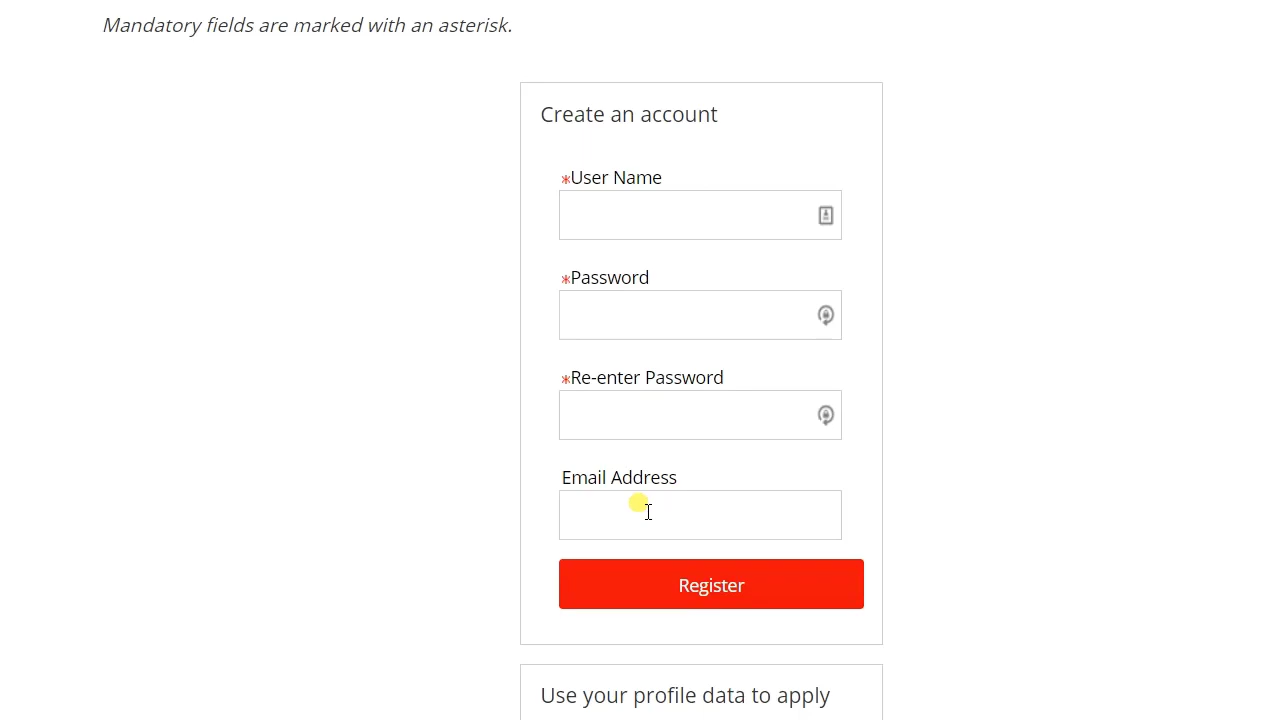 Mandatory fields are marked with an asterisk.
Create an account
*User Name
*Password
*Re-enter Password
Email Address
Register
Use your profile data to apply